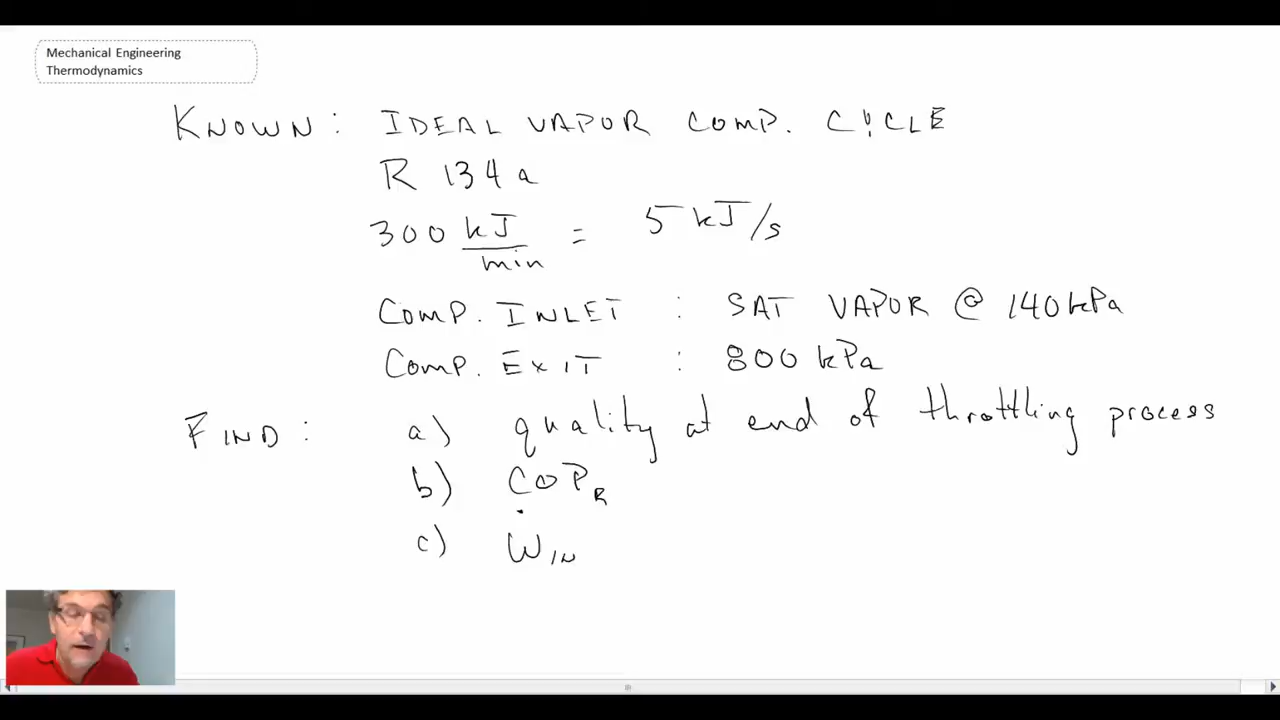 Mechanical Engineering
Thermodynamics
KNOWN: IDEAL VAPOR COMP. CYCLE
R 134a
300 kJ/min = 5 kJ/s
COMP. INLET : SAT VAPOR @ 140 kPa
COMP. EXIT : 800 kPa
FIND: a) quality at end of throttling process
b) COP_R
c) Ẇ_IN